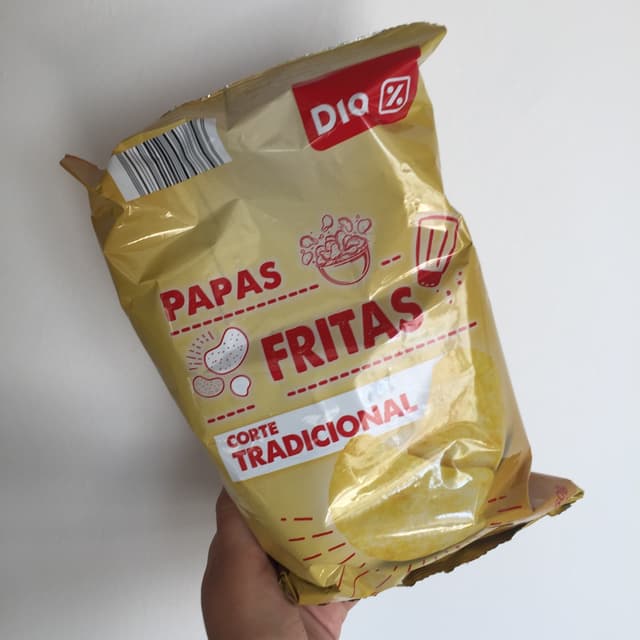 DIA %
PAPAS
FRITAS
CORTE
TRADICIONAL